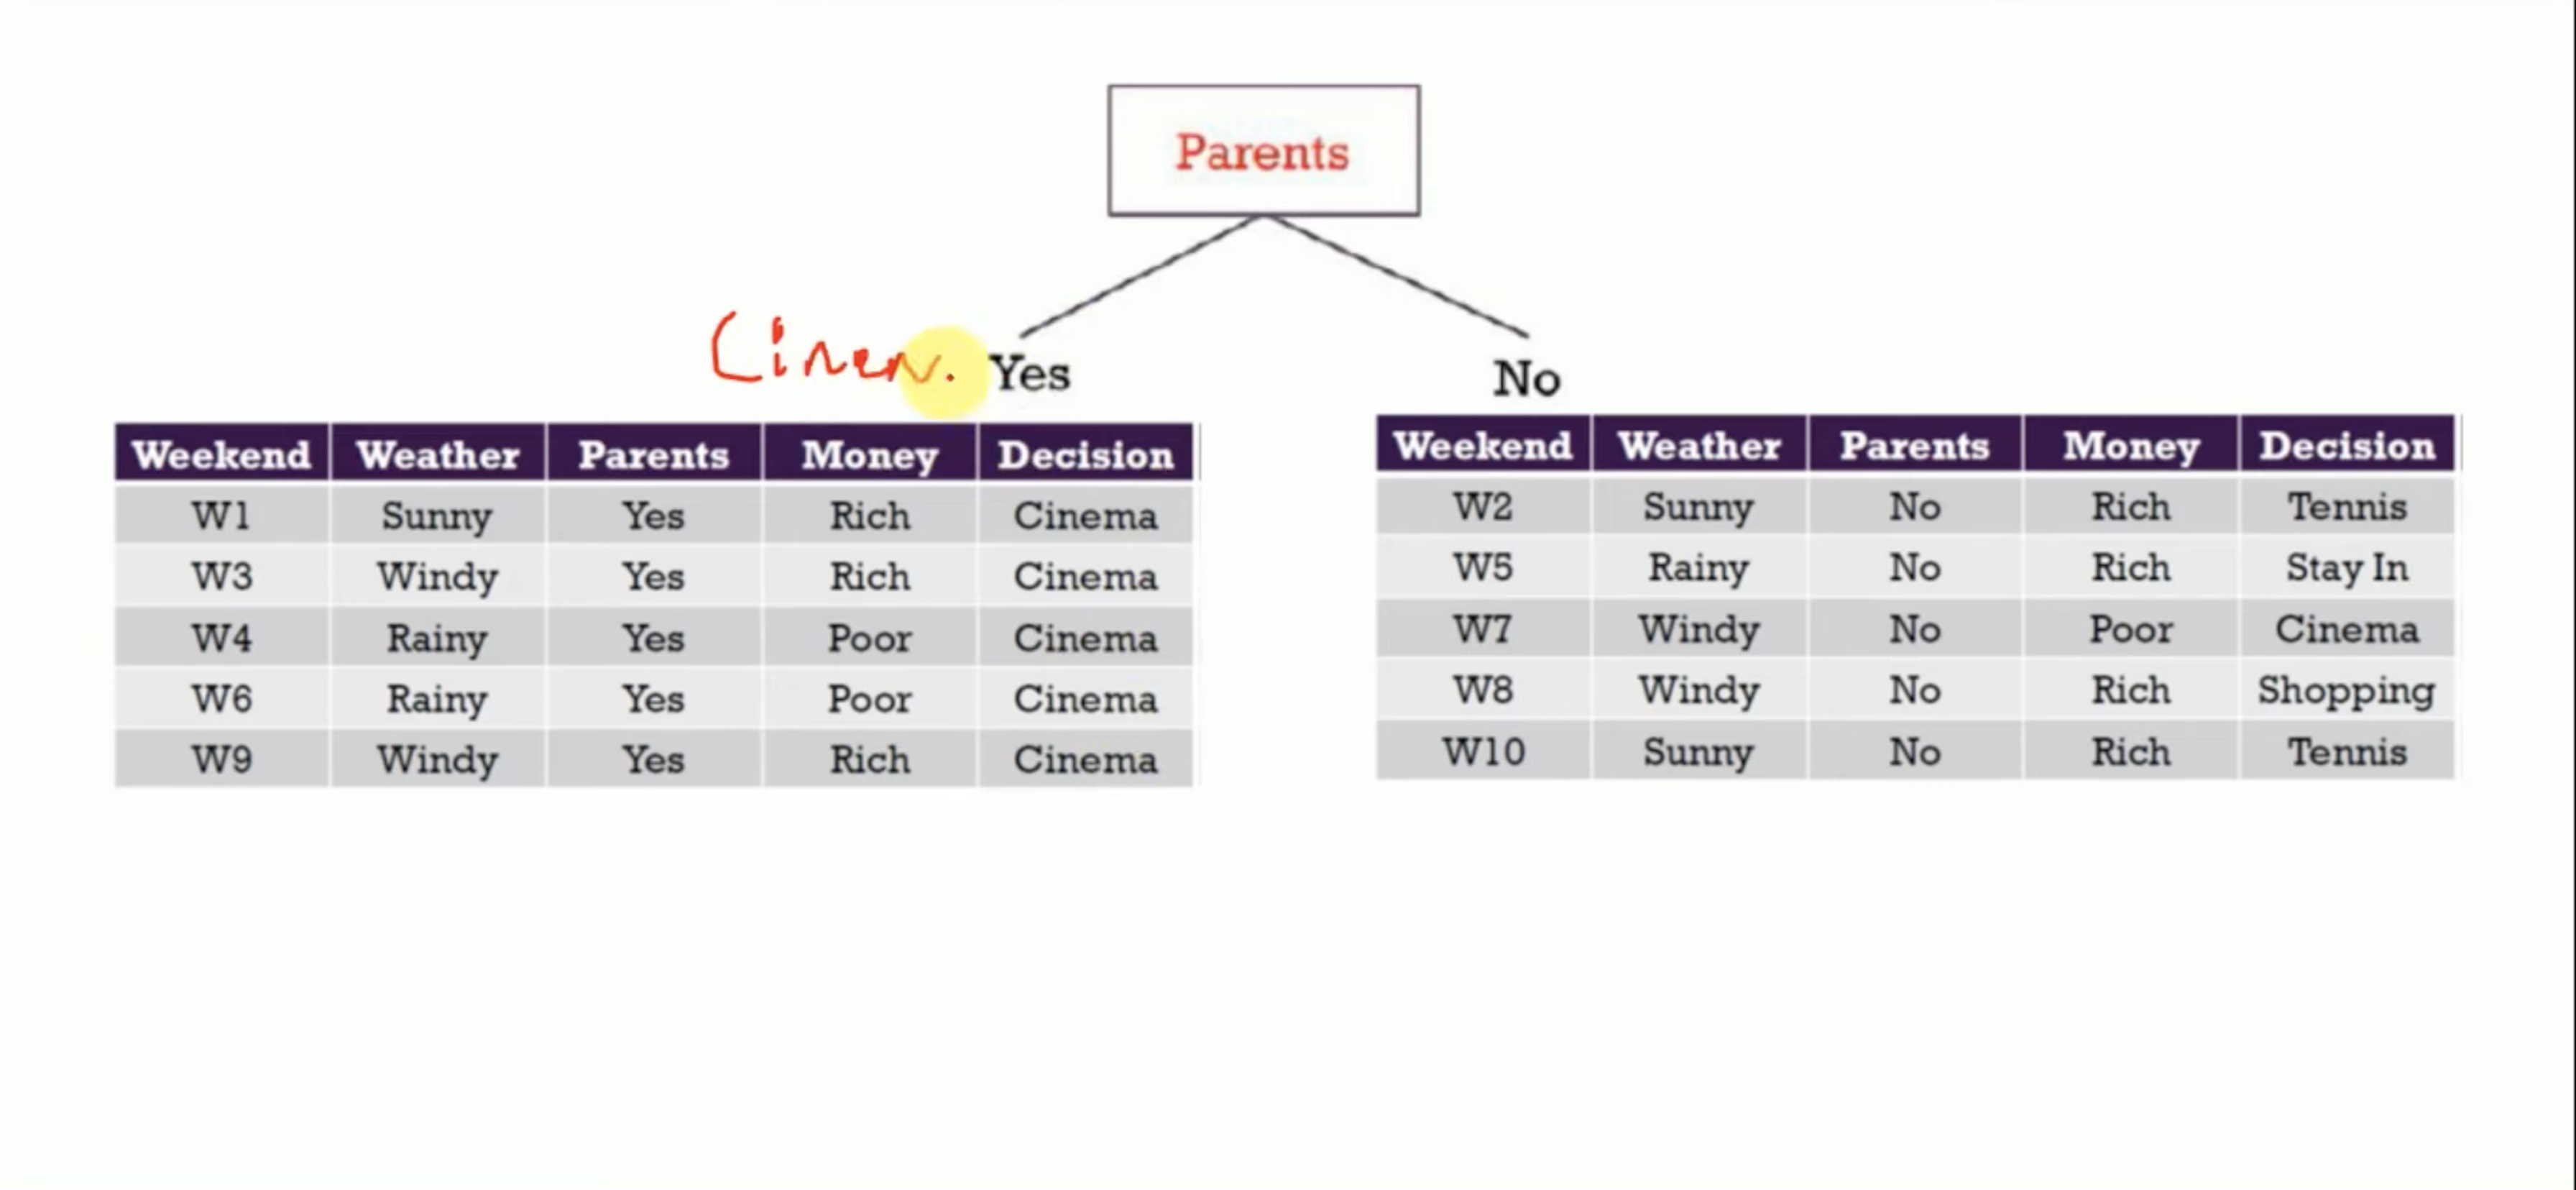 Parents
Cinem. Yes
No
Weekend Weather Parents Money Decision
W1 Sunny Yes Rich Cinema
W3 Windy Yes Rich Cinema
W4 Rainy Yes Poor Cinema
W6 Rainy Yes Poor Cinema
W9 Windy Yes Rich Cinema
Weekend Weather Parents Money Decision
W2 Sunny No Rich Tennis
W5 Rainy No Rich Stay In
W7 Windy No Poor Cinema
W8 Windy No Rich Shopping
W10 Sunny No Rich Tennis